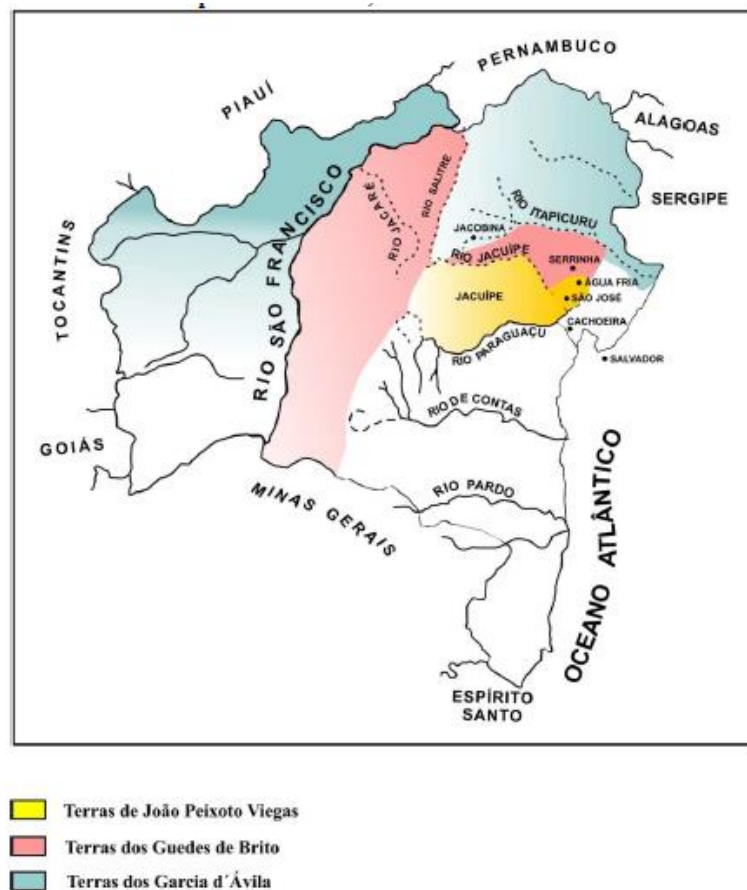 PERNAMBUCO
PIAUÍ
ALAGOAS
SERGIPE
TOCANTINS
RIO SÃO FRANCISCO
RIO JACARÉ
RIO SALITRE
RIO ITAPICURU
JACOBINA
RIO JACUÍPE
SERRINHA
ÁGUA FRIA
JACUÍPE
SÃO JOSÉ
CACHOEIRA
RIO PARAGUAÇU
SALVADOR
RIO DE CONTAS
GOIÁS
RIO PARDO
MINAS GERAIS
OCEANO ATLÂNTICO
ESPÍRITO
SANTO
Terras de João Peixoto Viegas
Terras dos Guedes de Brito
Terras dos Garcia d´Ávila